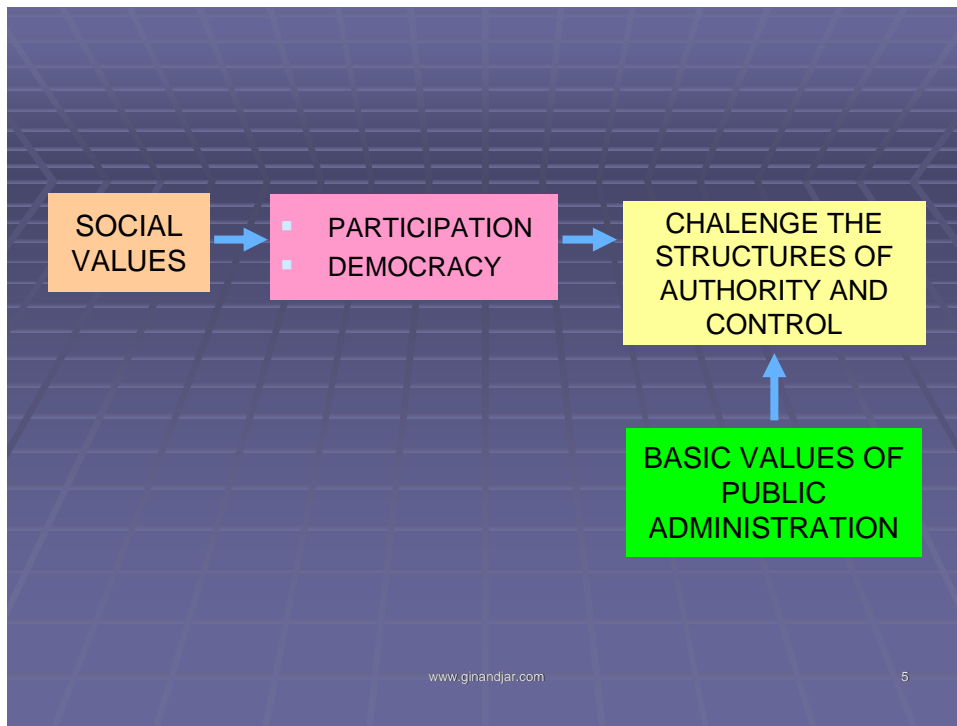 SOCIAL
VALUES
▪ PARTICIPATION
▪ DEMOCRACY
CHALENGE THE
STRUCTURES OF
AUTHORITY AND
CONTROL
BASIC VALUES OF
PUBLIC
ADMINISTRATION
www.ginandjar.com
5